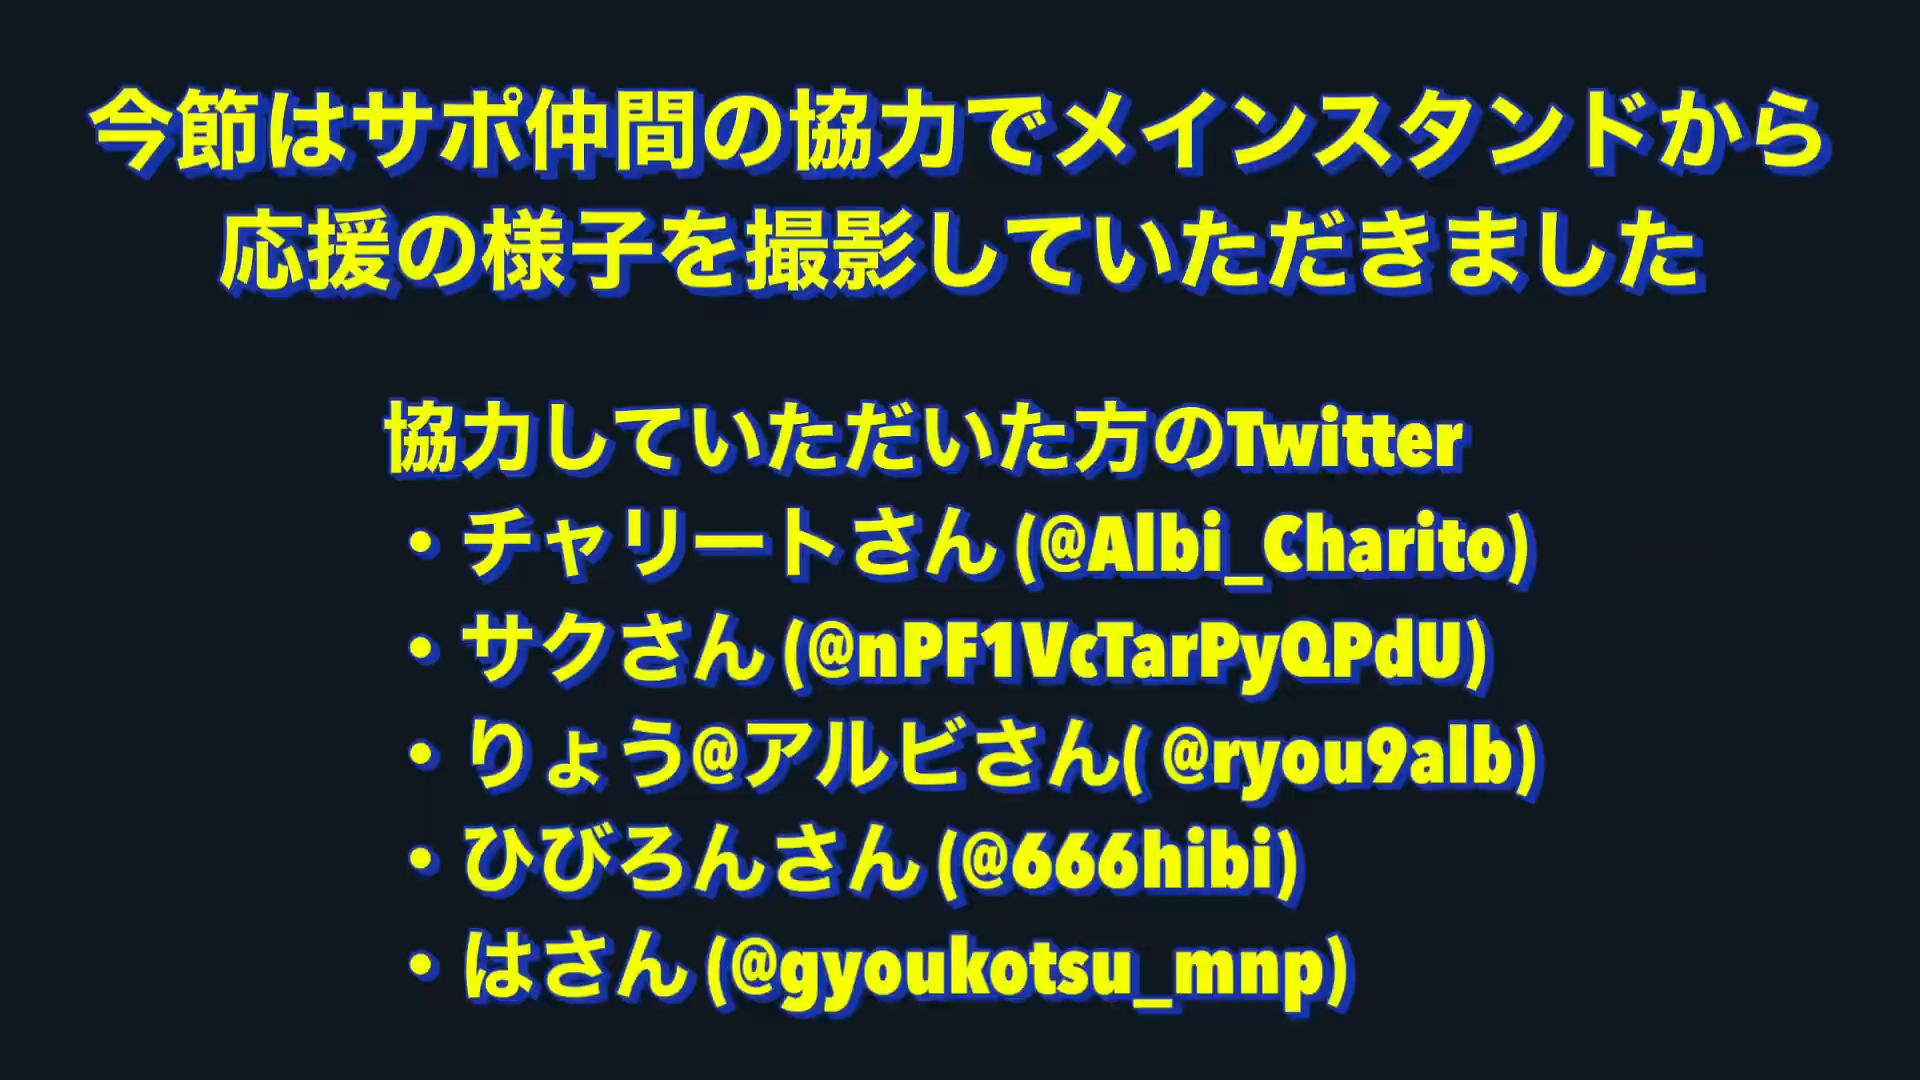 今節はサポ仲間の協力でメインスタンドから
応援の様子を撮影していただきました
協力していただいた方のTwitter
・チャリートさん (@Albi_Charito)
・サクさん (@nPF1VcTarPyQPdU)
・りょう@アルビさん( @ryou9alb)
・ひびろんさん (@666hibi)
・はさん (@gyoukotsu_mnp)